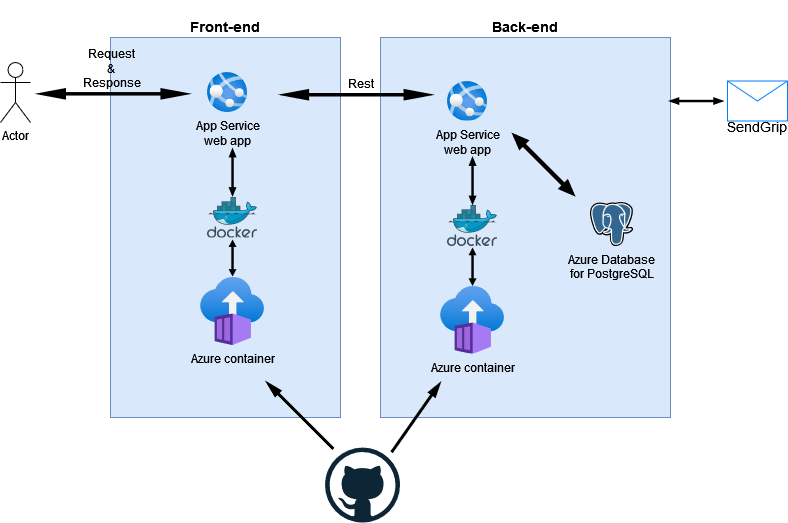 Front-end
Back-end
Request
&
Response
Rest
Actor
App Service
web app
App Service
web app
SendGrip
docker
docker
Azure Database
for PostgreSQL
Azure container
Azure container